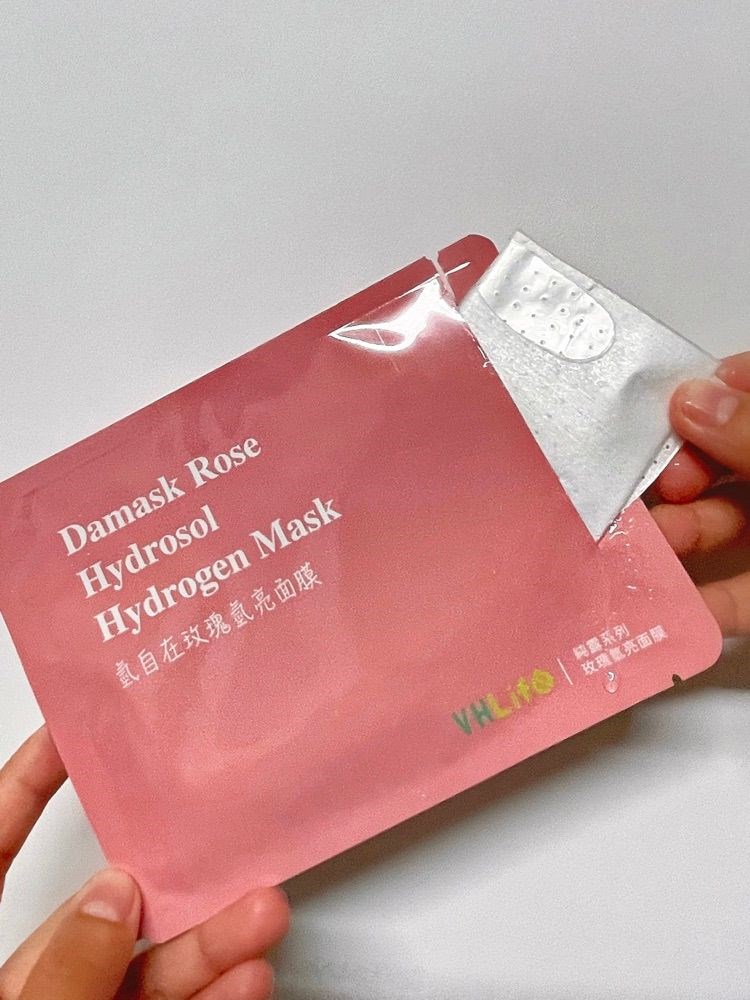 Damask Rose
Hydrosol
Hydrogen Mask
氫自在玫瑰氫亮面膜
VHLife
純露系列
玫瑰氫亮面膜